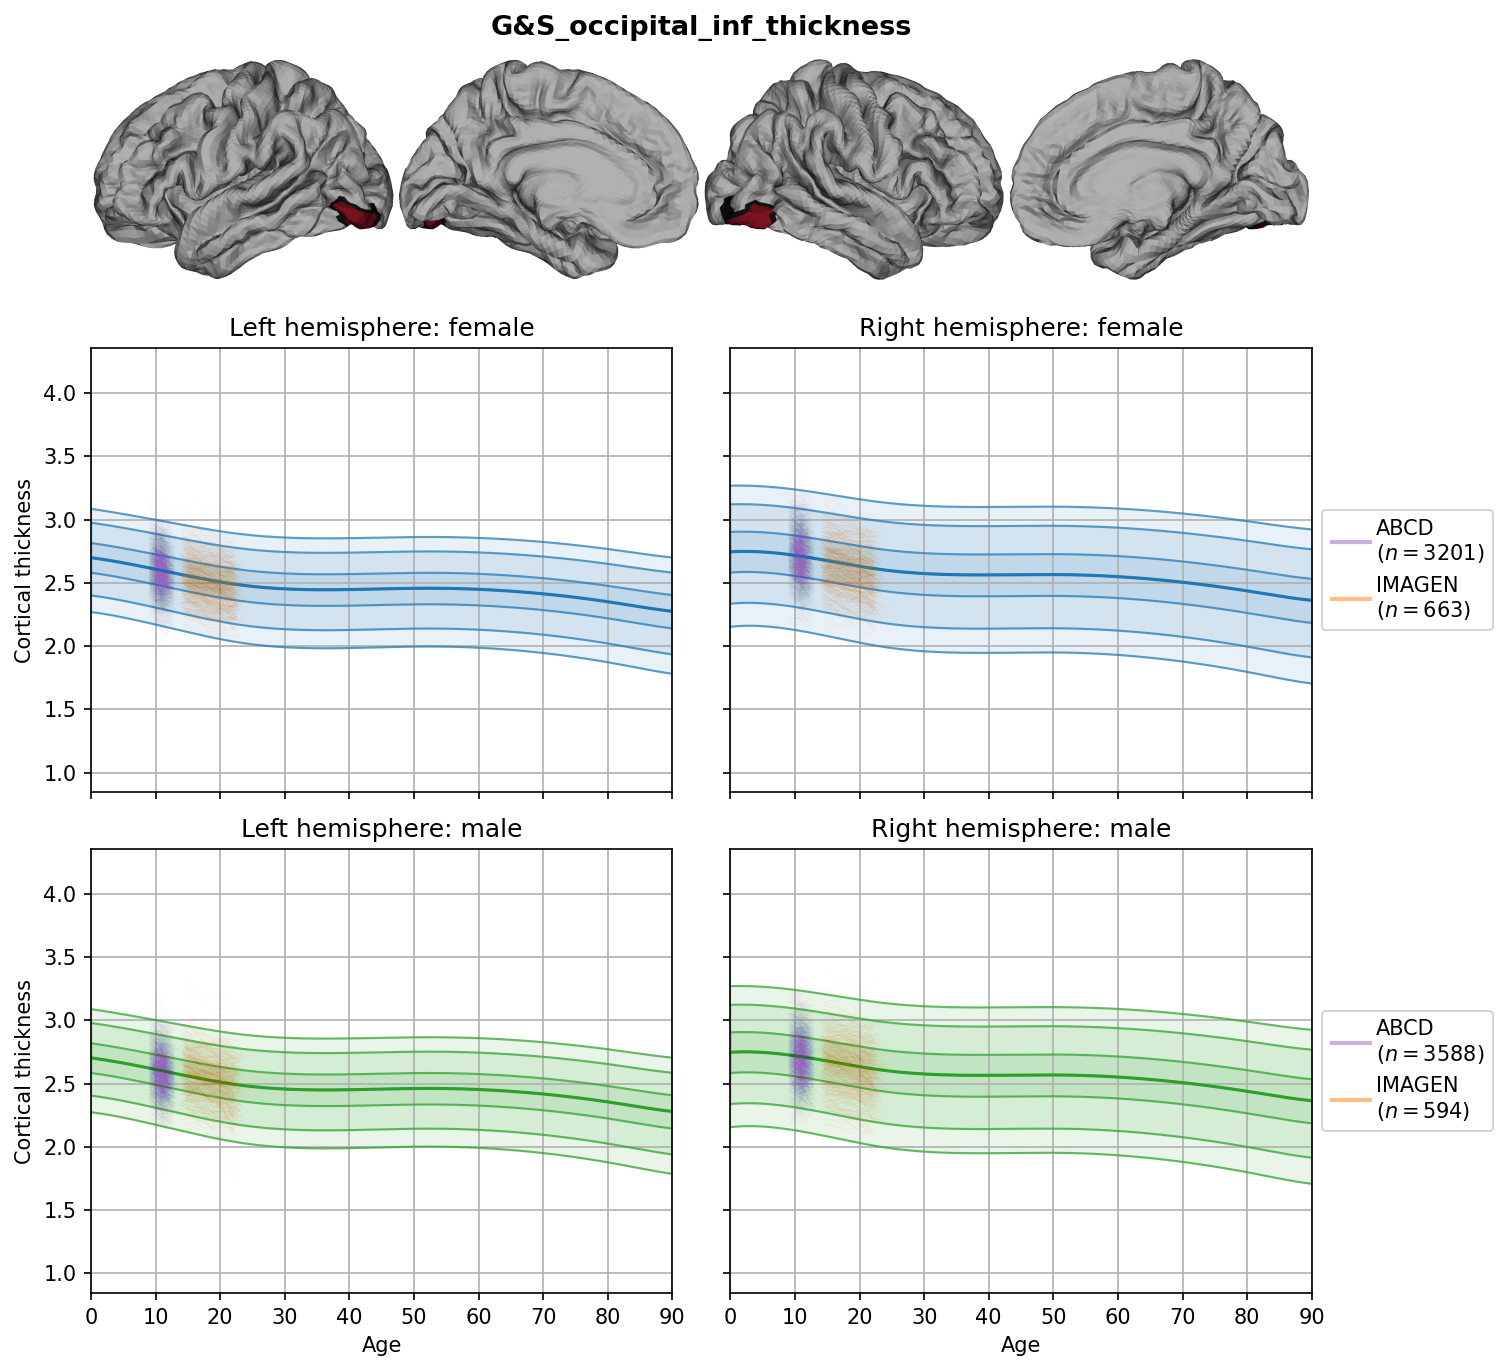 G&S_occipital_inf_thickness
Left hemisphere: female
Right hemisphere: female
4.0
3.5
3.0
2.5
2.0
1.5
1.0
Cortical thickness
ABCD
(n = 3201)
IMAGEN
(n = 663)
Left hemisphere: male
Right hemisphere: male
4.0
3.5
3.0
2.5
2.0
1.5
1.0
Cortical thickness
ABCD
(n = 3588)
IMAGEN
(n = 594)
0 10 20 30 40 50 60 70 80 90
0 10 20 30 40 50 60 70 80 90
Age
Age